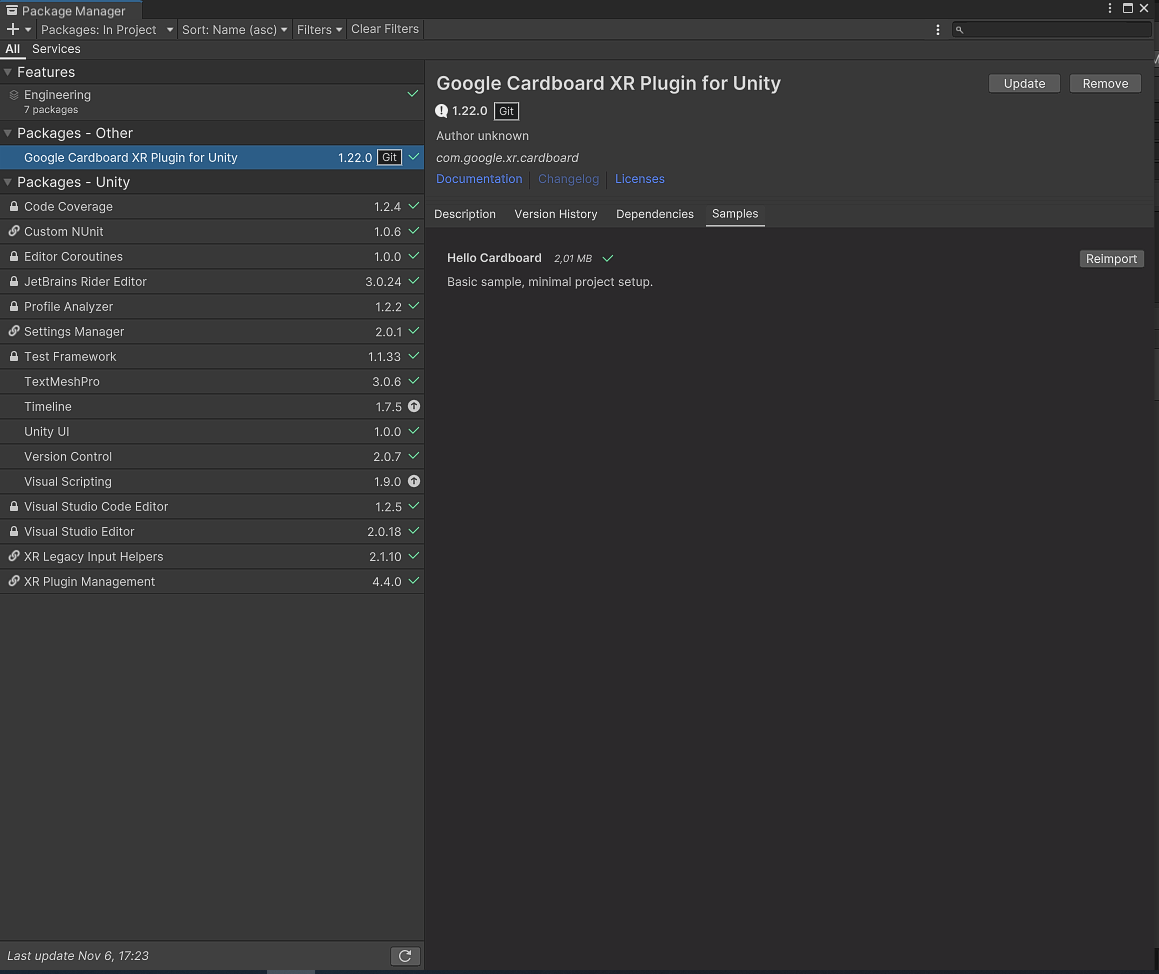 Package Manager
Packages: In Project Sort: Name (asc) Filters Clear Filters
All Services
Features
Engineering
7 packages
Packages - Other
Google Cardboard XR Plugin for Unity 1.22.0 Git
Packages - Unity
Code Coverage 1.2.4
Custom NUnit 1.0.6
Editor Coroutines 1.0.0
JetBrains Rider Editor 3.0.24
Profile Analyzer 1.2.2
Settings Manager 2.0.1
Test Framework 1.1.33
TextMeshPro 3.0.6
Timeline 1.7.5
Unity UI 1.0.0
Version Control 2.0.7
Visual Scripting 1.9.0
Visual Studio Code Editor 1.2.5
Visual Studio Editor 2.0.18
XR Legacy Input Helpers 2.1.10
XR Plugin Management 4.4.0
Last update Nov 6, 17:23
Google Cardboard XR Plugin for Unity Update Remove
1.22.0 Git
Author unknown
com.google.xr.cardboard
Documentation Changelog Licenses
Description Version History Dependencies Samples
Hello Cardboard 2,01 MB Reimport
Basic sample, minimal project setup.